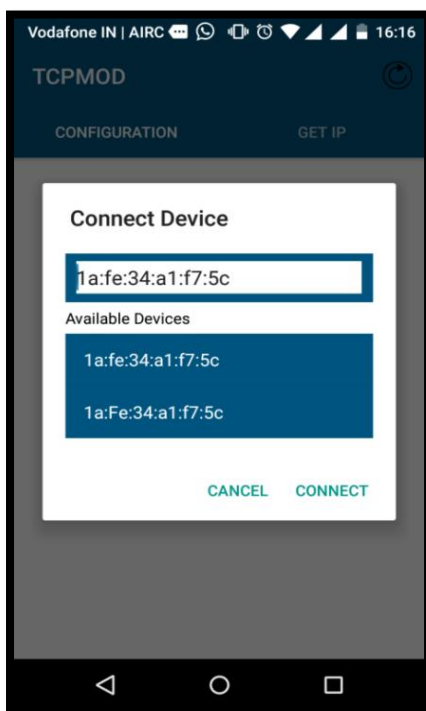 Vodafone IN | AIRC 16:16
TCPMOD
CONFIGURATION GET IP
Connect Device
1a:fe:34:a1:f7:5c
Available Devices
1a:fe:34:a1:f7:5c
1a:Fe:34:a1:f7:5c
CANCEL CONNECT